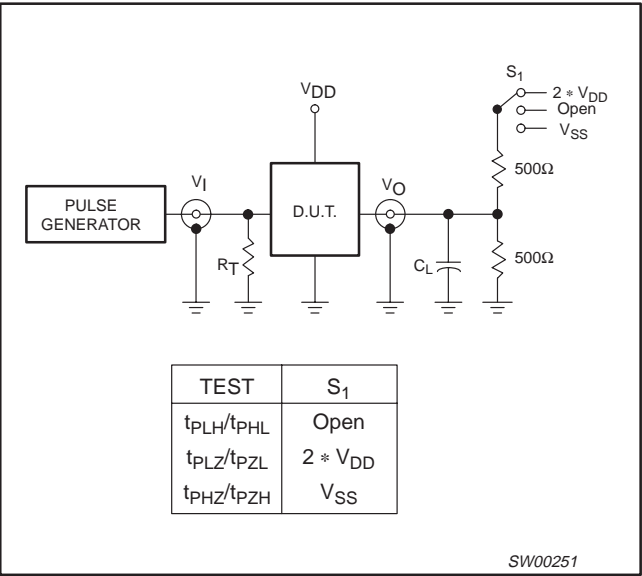 S1
2 * VDD
Open
VSS
VDD
500Ω
VI
VO
PULSE
GENERATOR
D.U.T.
RT
CL
500Ω
TEST S1
tPLH/tPHL Open
tPLZ/tPZL 2 * VDD
tPHZ/tPZH VSS
SW00251